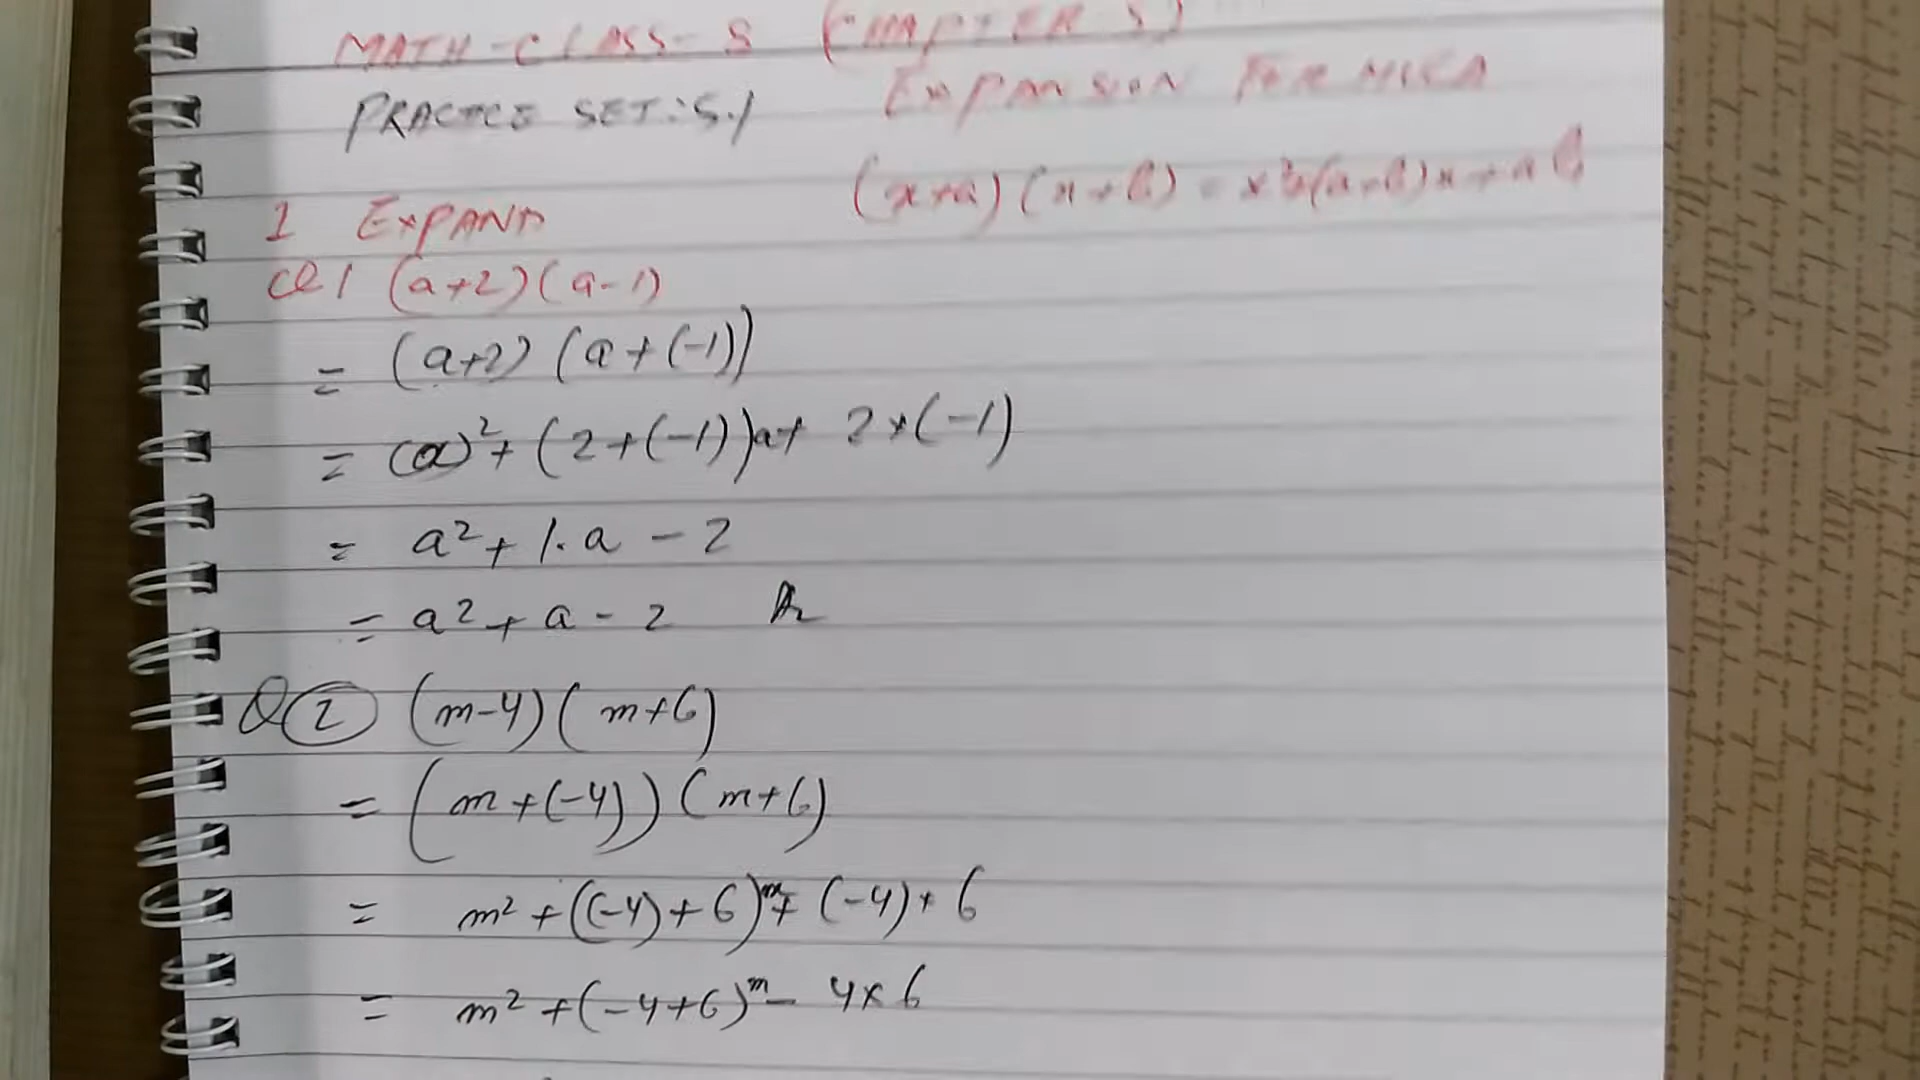 MATH-CLASS-8 (CHAPTER 5)
PRACTCE SET:5.1 EXPANSION FORMULA
(x+a)(x+b) = x²+(a+b)x+ab
1 EXPAND
Q1 (a+2)(a-1)
= (a+2) (a+(-1))
= (a)²+(2+(-1))a+ 2×(-1)
= a²+1.a-2
= a²+a-2
Q② (m-4)(m+6)
= (m+(-4))(m+6)
= m²+((-4)+6)m+(-4)×6
= m²+(-4+6)m- 4×6